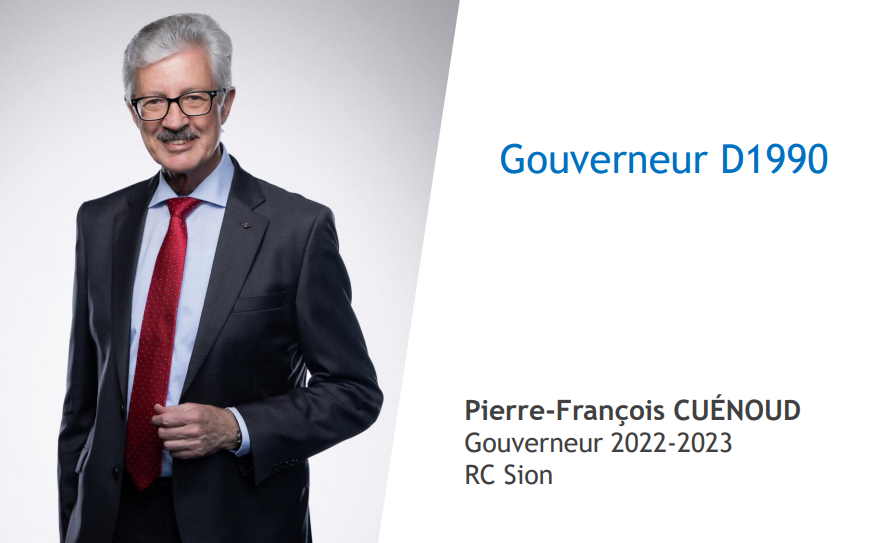 Gouverneur D1990
Pierre-François CUÉNOUD
Gouverneur 2022-2023
RC Sion